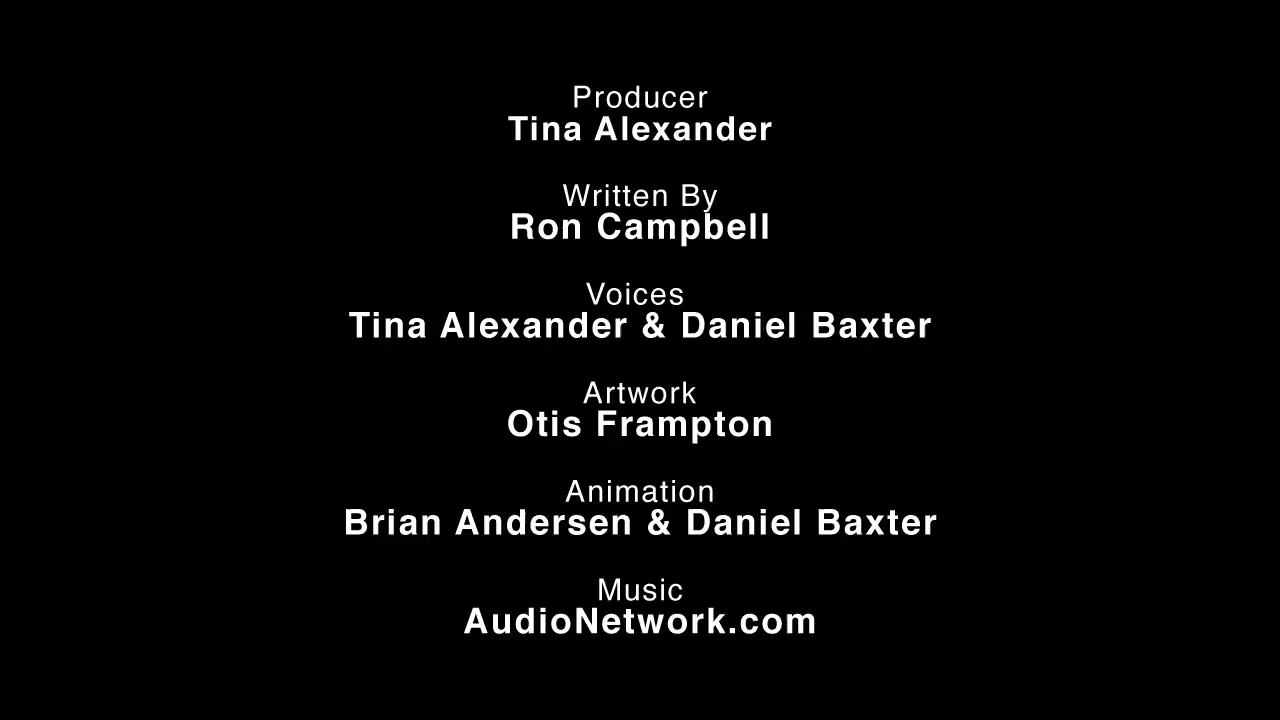 Producer
Tina Alexander
Written By
Ron Campbell
Voices
Tina Alexander & Daniel Baxter
Artwork
Otis Frampton
Animation
Brian Andersen & Daniel Baxter
Music
AudioNetwork.com